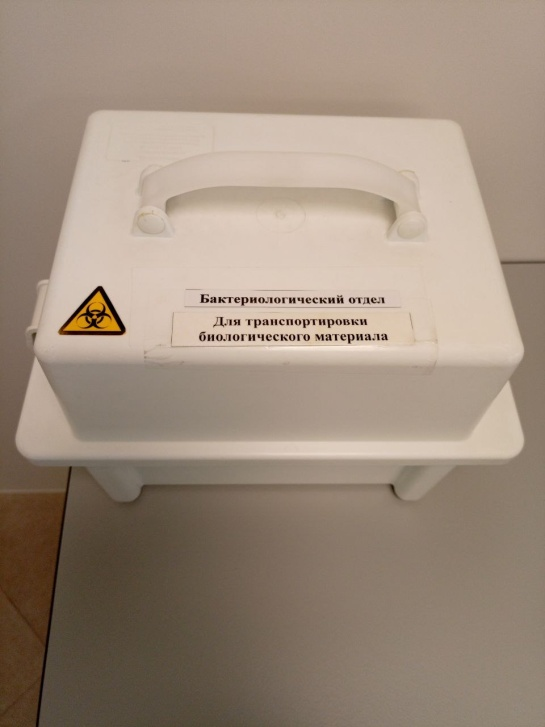 Бактериологический отдел
Для транспортировки
биологического материала